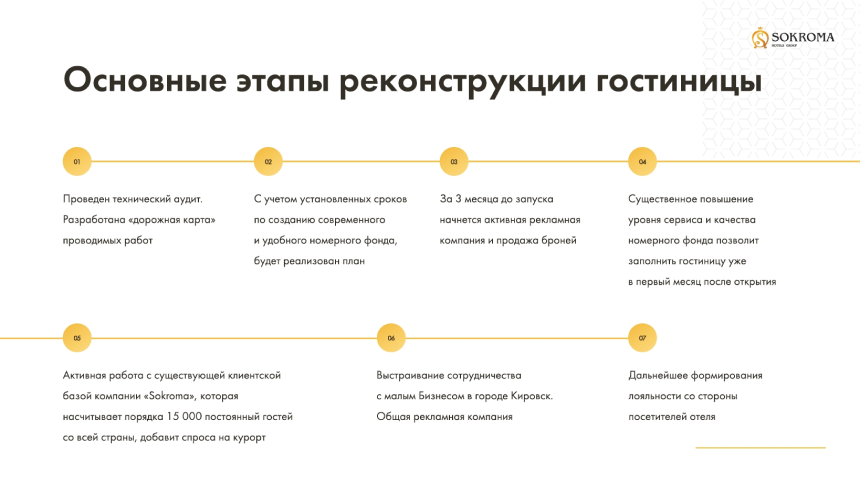 SOKROMA
HOTELS GROUP
Основные этапы реконструкции гостиницы
01
02
03
04
Проведен технический аудит.
Разработана «дорожная карта»
проводимых работ
С учетом установленных сроков
по созданию современного
и удобного номерного фонда,
будет реализован план
За 3 месяца до запуска
начнется активная рекламная
компания и продажа броней
Существенное повышение
уровня сервиса и качества
номерного фонда позволит
заполнить гостиницу уже
в первый месяц после открытия
05
06
07
Активная работа с существующей клиентской
базой компании «Sokroma», которая
насчитывает порядка 15 000 постоянный гостей
со всей страны, добавит спроса на курорт
Выстраивание сотрудничества
с малым Бизнесом в городе Кировск.
Общая рекламная компания
Дальнейшее формирования
лояльности со стороны
посетителей отеля